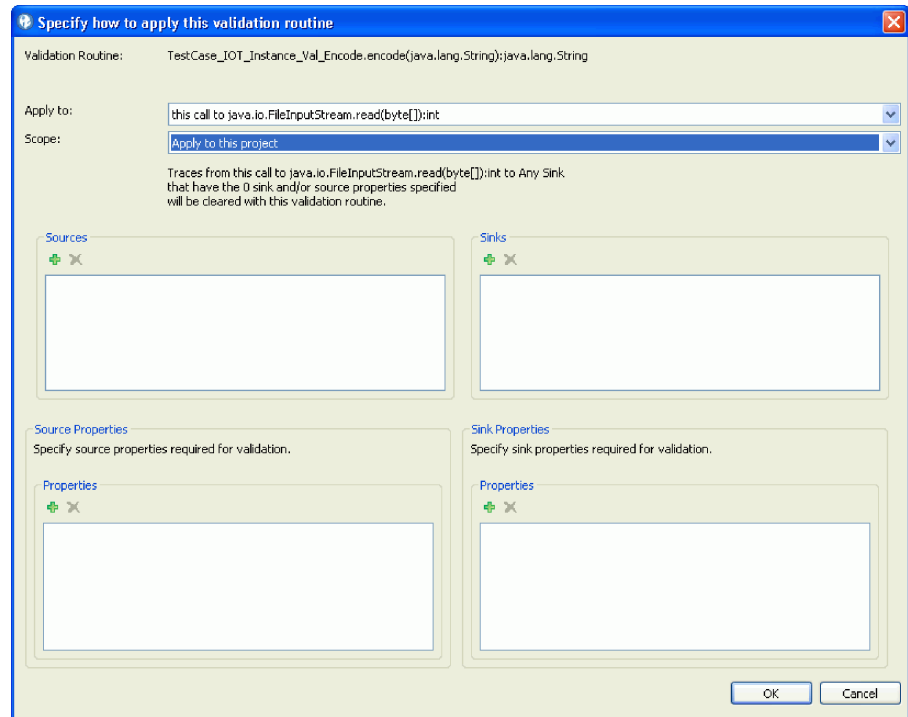 Specify how to apply this validation routine
Validation Routine: TestCase_IOT_Instance_Val_Encode.encode(java.lang.String):java.lang.String
Apply to: this call to java.io.FileInputStream.read(byte[]):int
Scope: Apply to this project
Traces from this call to java.io.FileInputStream.read(byte[]):int to Any Sink
that have the 0 sink and/or source properties specified
will be cleared with this validation routine.
Sources Sinks
Source Properties Sink Properties
Specify source properties required for validation. Specify sink properties required for validation.
Properties Properties
OK Cancel